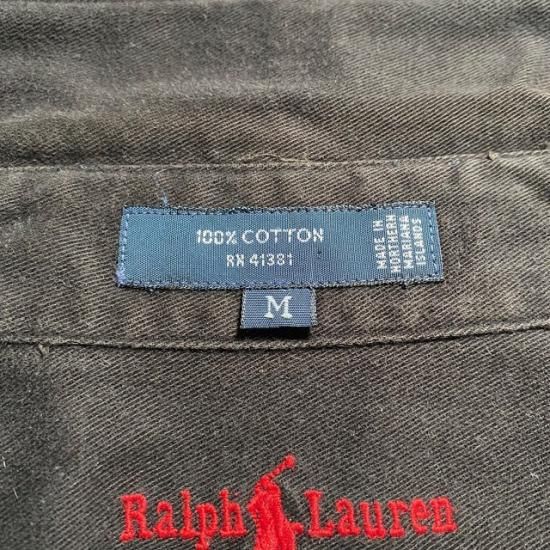 100% COTTON
RN 41381
MADE IN
NORTHERN
MARIANA
ISLANDS
M
Ralph Lauren